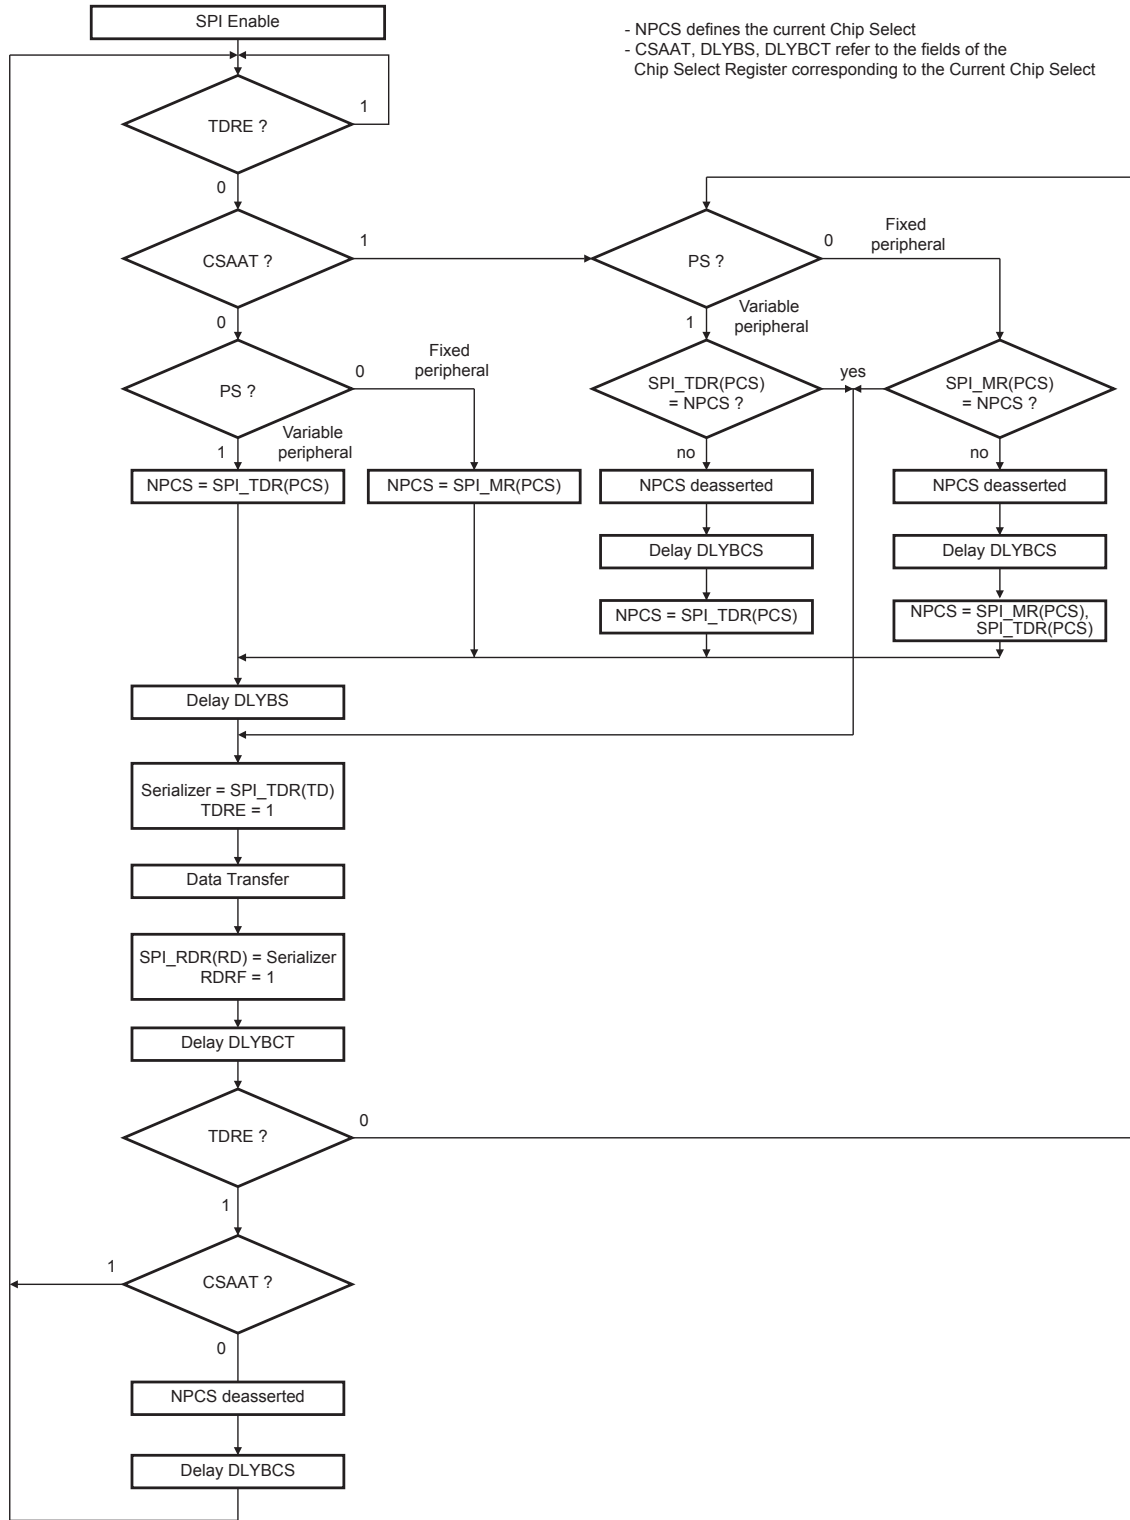 SPI Enable
- NPCS defines the current Chip Select
- CSAAT, DLYBS, DLYBCT refer to the fields of the
Chip Select Register corresponding to the Current Chip Select
1
TDRE ?
0
CSAAT ?
1
PS ?
0
Fixed
peripheral
0
1
Variable
peripheral
PS ?
0
Fixed
peripheral
SPI_TDR(PCS)
= NPCS ?
yes
SPI_MR(PCS)
= NPCS ?
1
Variable
peripheral
no
no
NPCS = SPI_TDR(PCS)
NPCS = SPI_MR(PCS)
NPCS deasserted
NPCS deasserted
Delay DLYBCS
Delay DLYBCS
NPCS = SPI_TDR(PCS)
NPCS = SPI_MR(PCS),
SPI_TDR(PCS)
Delay DLYBS
Serializer = SPI_TDR(TD)
TDRE = 1
Data Transfer
SPI_RDR(RD) = Serializer
RDRF = 1
Delay DLYBCT
TDRE ?
0
1
1
CSAAT ?
0
NPCS deasserted
Delay DLYBCS